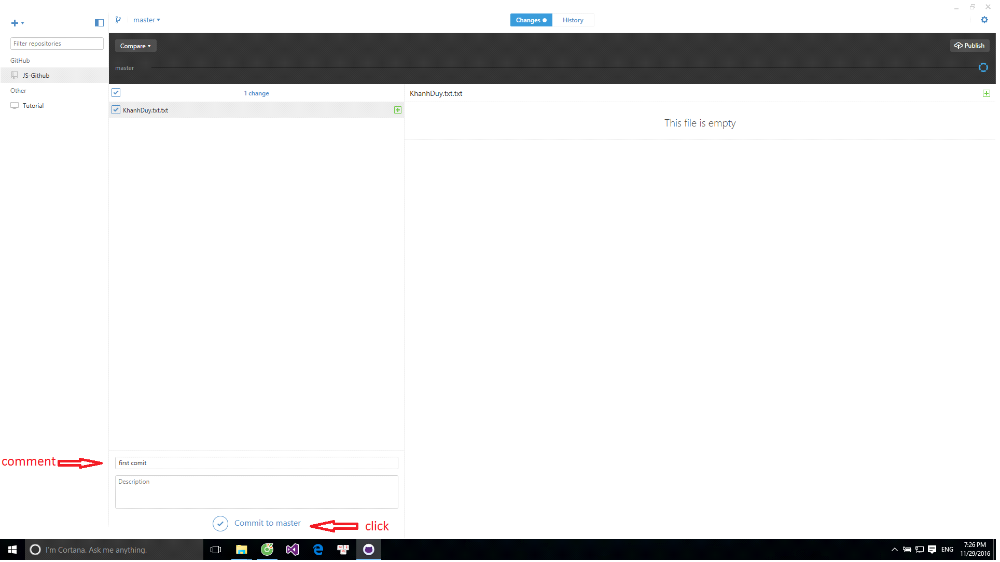 master
Changes
History
Filter repositories
GitHub
JS-Github
Other
Tutorial
Compare
Publish
master
1 change
KhanhDuy.txt.txt
KhanhDuy.txt.txt
This file is empty
comment
first comit
Description
Commit to master
click
I'm Cortana. Ask me anything.
ENG
7:26 PM
11/29/2016